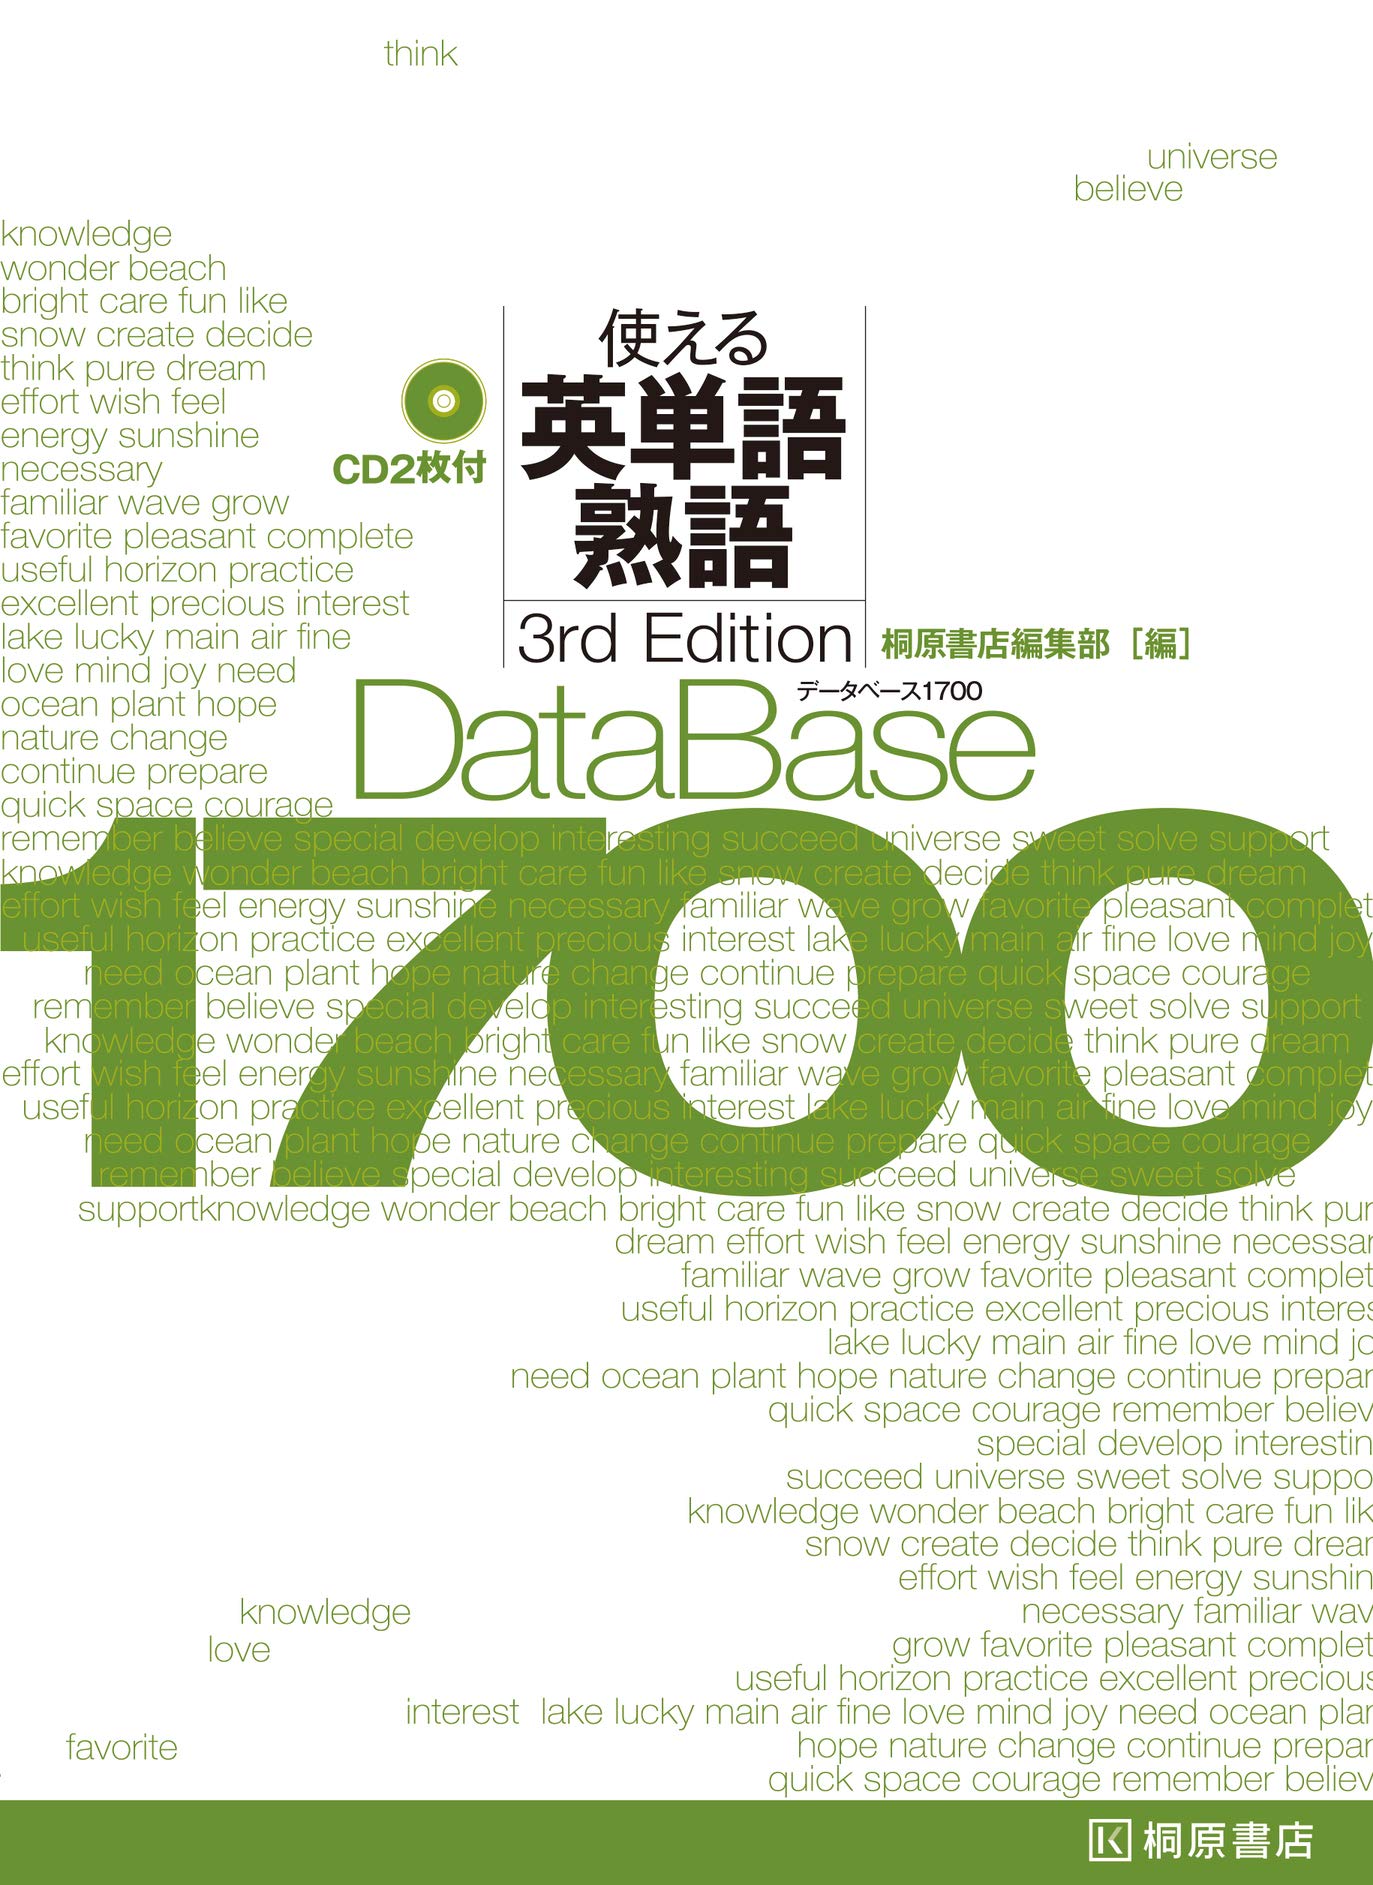 think
universe
believe
knowledge
wonder beach
bright care fun like
snow create decide
think pure dream
effort wish feel
energy sunshine
necessary
familiar wave grow
favorite pleasant complete
useful horizon practice
excellent precious interest
lake lucky main air fine
love mind joy need
ocean plant hope
nature change
continue prepare
quick space courage
CD2枚付
使える
英単語
熟語
3rd Edition
桐原書店編集部［編］
データベース1700
DataBase
1700
remember believe special develop interesting succeed universe sweet solve support
knowledge wonder beach bright care fun like snow create decide think pure dream
effort wish feel energy sunshine necessary familiar wave grow favorite pleasant complet
useful horizon practice excellent precious interest lake lucky main air fine love mind joy
need ocean plant hope nature change continue prepare quick space courage
remember believe special develop interesting succeed universe sweet solve support
knowledge wonder beach bright care fun like snow create decide think pure dream
effort wish feel energy sunshine necessary familiar wave grow favorite pleasant complet
useful horizon practice excellent precious interest lake lucky main air fine love mind joy
need ocean plant hope nature change continue prepare quick space courage
remember believe special develop interesting succeed universe sweet solve
supportknowledge wonder beach bright care fun like snow create decide think pur
dream effort wish feel energy sunshine necessar
familiar wave grow favorite pleasant complet
useful horizon practice excellent precious interes
lake lucky main air fine love mind jo
need ocean plant hope nature change continue prepar
quick space courage remember believ
special develop interestin
succeed universe sweet solve suppo
knowledge wonder beach bright care fun lik
snow create decide think pure drear
effort wish feel energy sunshin
necessary familiar wav
grow favorite pleasant complet
useful horizon practice excellent precious
interest lake lucky main air fine love mind joy need ocean plar
hope nature change continue prepar
quick space courage remember believ
knowledge
love
favorite
K 桐原書店